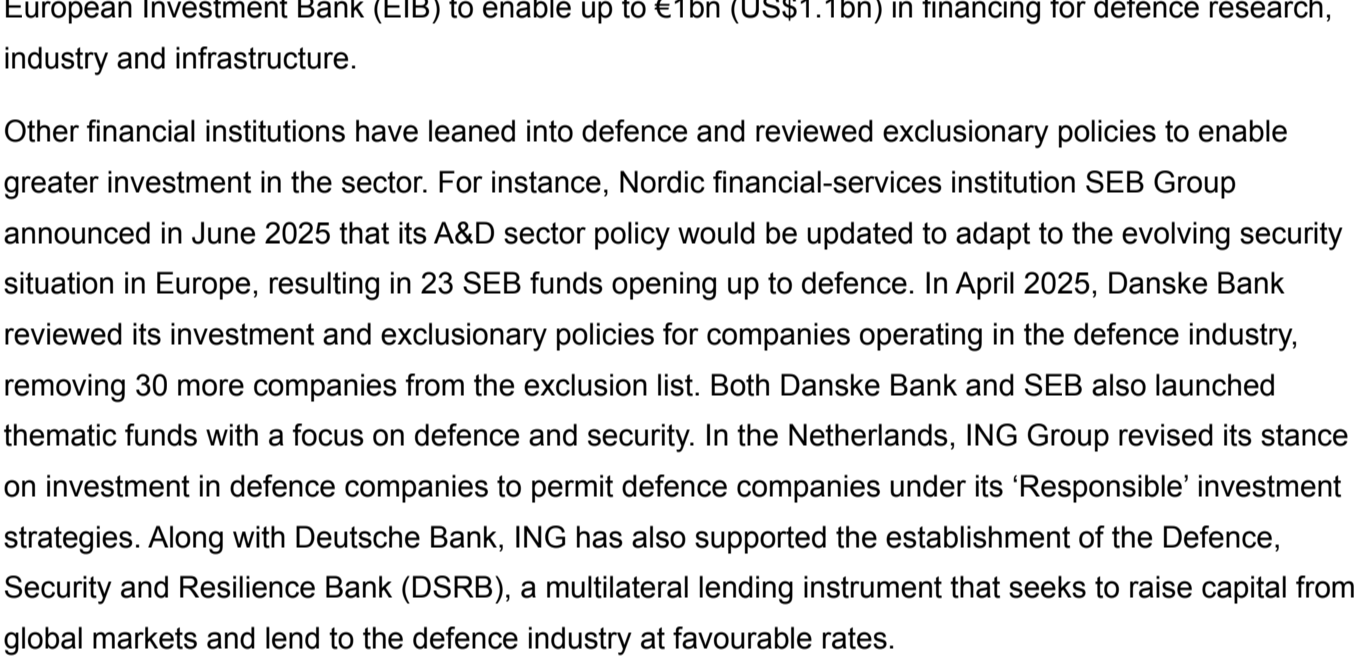 European Investment Bank (EIB) to enable up to €1bn (US$1.1bn) in financing for defence research,
industry and infrastructure.
Other financial institutions have leaned into defence and reviewed exclusionary policies to enable
greater investment in the sector. For instance, Nordic financial-services institution SEB Group
announced in June 2025 that its A&D sector policy would be updated to adapt to the evolving security
situation in Europe, resulting in 23 SEB funds opening up to defence. In April 2025, Danske Bank
reviewed its investment and exclusionary policies for companies operating in the defence industry,
removing 30 more companies from the exclusion list. Both Danske Bank and SEB also launched
thematic funds with a focus on defence and security. In the Netherlands, ING Group revised its stance
on investment in defence companies to permit defence companies under its ‘Responsible’ investment
strategies. Along with Deutsche Bank, ING has also supported the establishment of the Defence,
Security and Resilience Bank (DSRB), a multilateral lending instrument that seeks to raise capital from
global markets and lend to the defence industry at favourable rates.